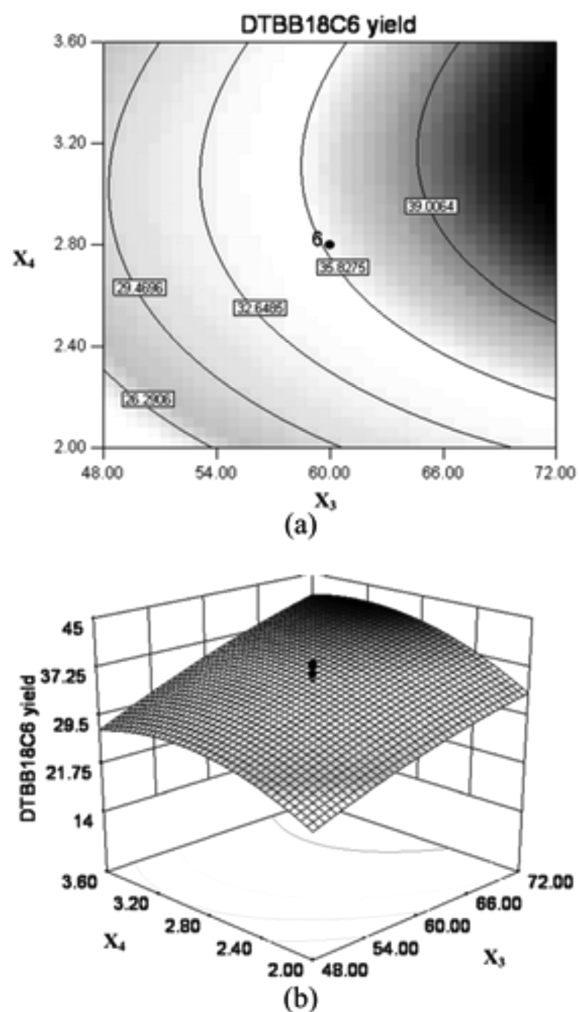 DTBB18C6 yield
3.60
3.20
2.80
2.40
2.00
X₄
39.0064
6
35.8275
29.4696
32.6485
26.2906
48.00 54.00 60.00 66.00 72.00
X₃
(a)
45
37.25
29.5
21.75
14
DTBB18C6 yield
3.60 72.00
3.20 66.00
2.80 60.00
2.40 54.00
2.00 48.00
X₄ X₃
(b)